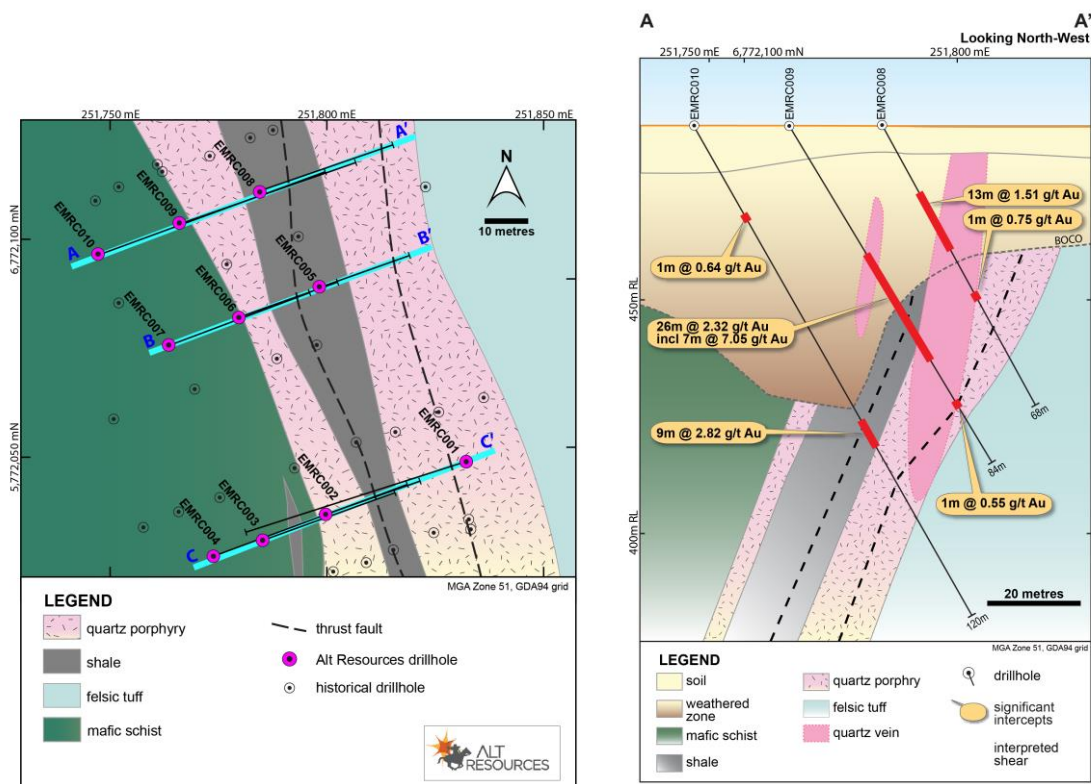 251,750 mE
251,800 mE
251,850 mE
6,772,100 mN
5,772,050 mN
A'
EMRC008
EMRC009
EMRC010
A
N
10 metres
B'
EMRC005
EMRC006
EMRC007
B
EMRC001
C'
EMRC002
EMRC003
EMRC004
C
MGA Zone 51, GDA94 grid
LEGEND
quartz porphyry
shale
felsic tuff
mafic schist
thrust fault
Alt Resources drillhole
historical drillhole
ALT
RESOURCES
A
A'
Looking North-West
251,750 mE
6,772,100 mN
251,800 mE
EMRC010
EMRC009
EMRC008
13m @ 1.51 g/t Au
1m @ 0.75 g/t Au
BOCO
1m @ 0.64 g/t Au
450m RL
26m @ 2.32 g/t Au
incl 7m @ 7.05 g/t Au
68m
9m @ 2.82 g/t Au
84m
1m @ 0.55 g/t Au
400m RL
20 metres
120m
MGA Zone 51, GDA94 grid
LEGEND
soil
weathered
zone
mafic schist
shale
quartz porphry
felsic tuff
quartz vein
drillhole
significant
intercepts
interpreted
shear